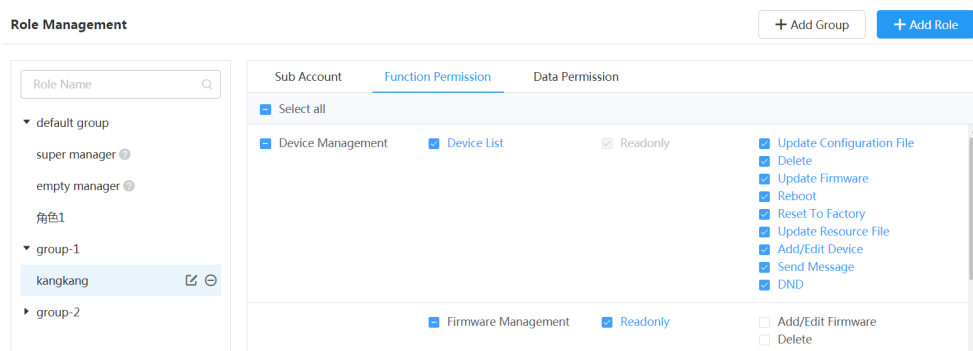 Role Management
+ Add Group
+ Add Role
Role Name
Sub Account Function Permission Data Permission
Select all
default group
super manager ?
empty manager ?
角色1
group-1
kangkang
group-2
Device Management Device List Readonly Update Configuration File
Delete
Update Firmware
Reboot
Reset To Factory
Update Resource File
Add/Edit Device
Send Message
DND
Firmware Management Readonly Add/Edit Firmware
Delete